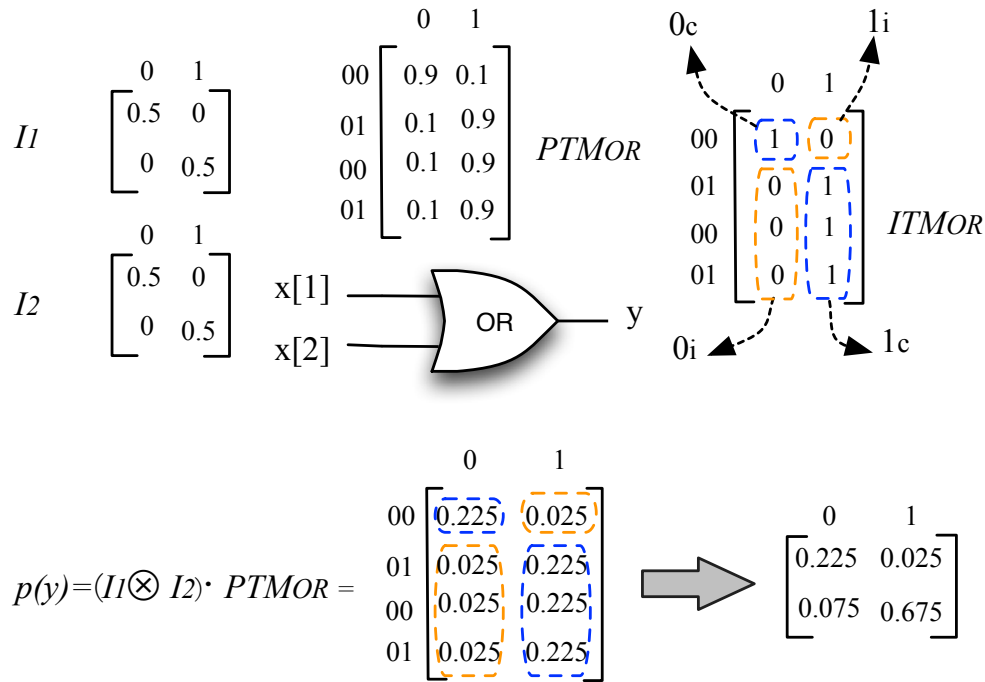 I1
0 1
0.5 0
0 0.5
I2
0 1
0.5 0
0 0.5
0 1
00 0.9 0.1
01 0.1 0.9
00 0.1 0.9
01 0.1 0.9
PTMOR
x[1]
x[2]
OR
y
0c 1i
0 1
00 1 0
01 0 1
00 0 1
01 0 1
ITMOR
0i 1c
p(y)=(I1⊗ I2)· PTMOR =
0 1
00 0.225 0.025
01 0.025 0.225
00 0.025 0.225
01 0.025 0.225
0 1
0.225 0.025
0.075 0.675